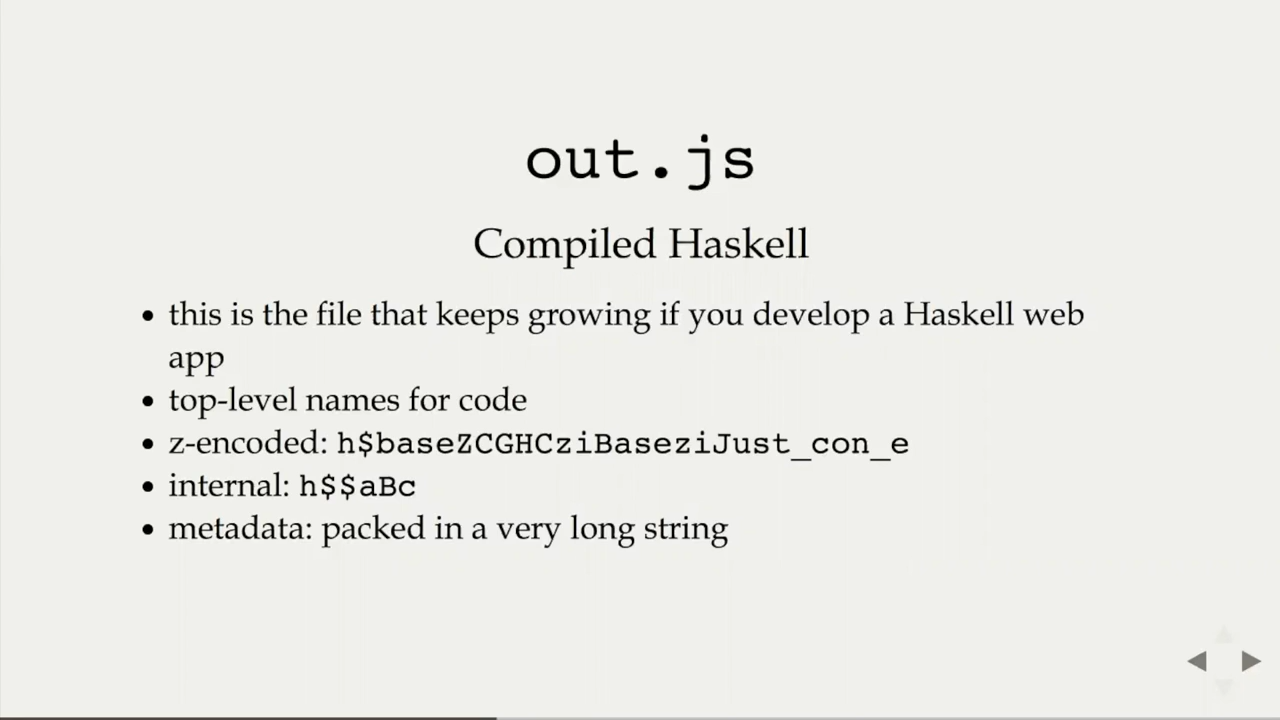 out.js
Compiled Haskell
• this is the file that keeps growing if you develop a Haskell web
app
• top-level names for code
• z-encoded: h$baseZCGHCziBaseziJust_con_e
• internal: h$$aBc
• metadata: packed in a very long string